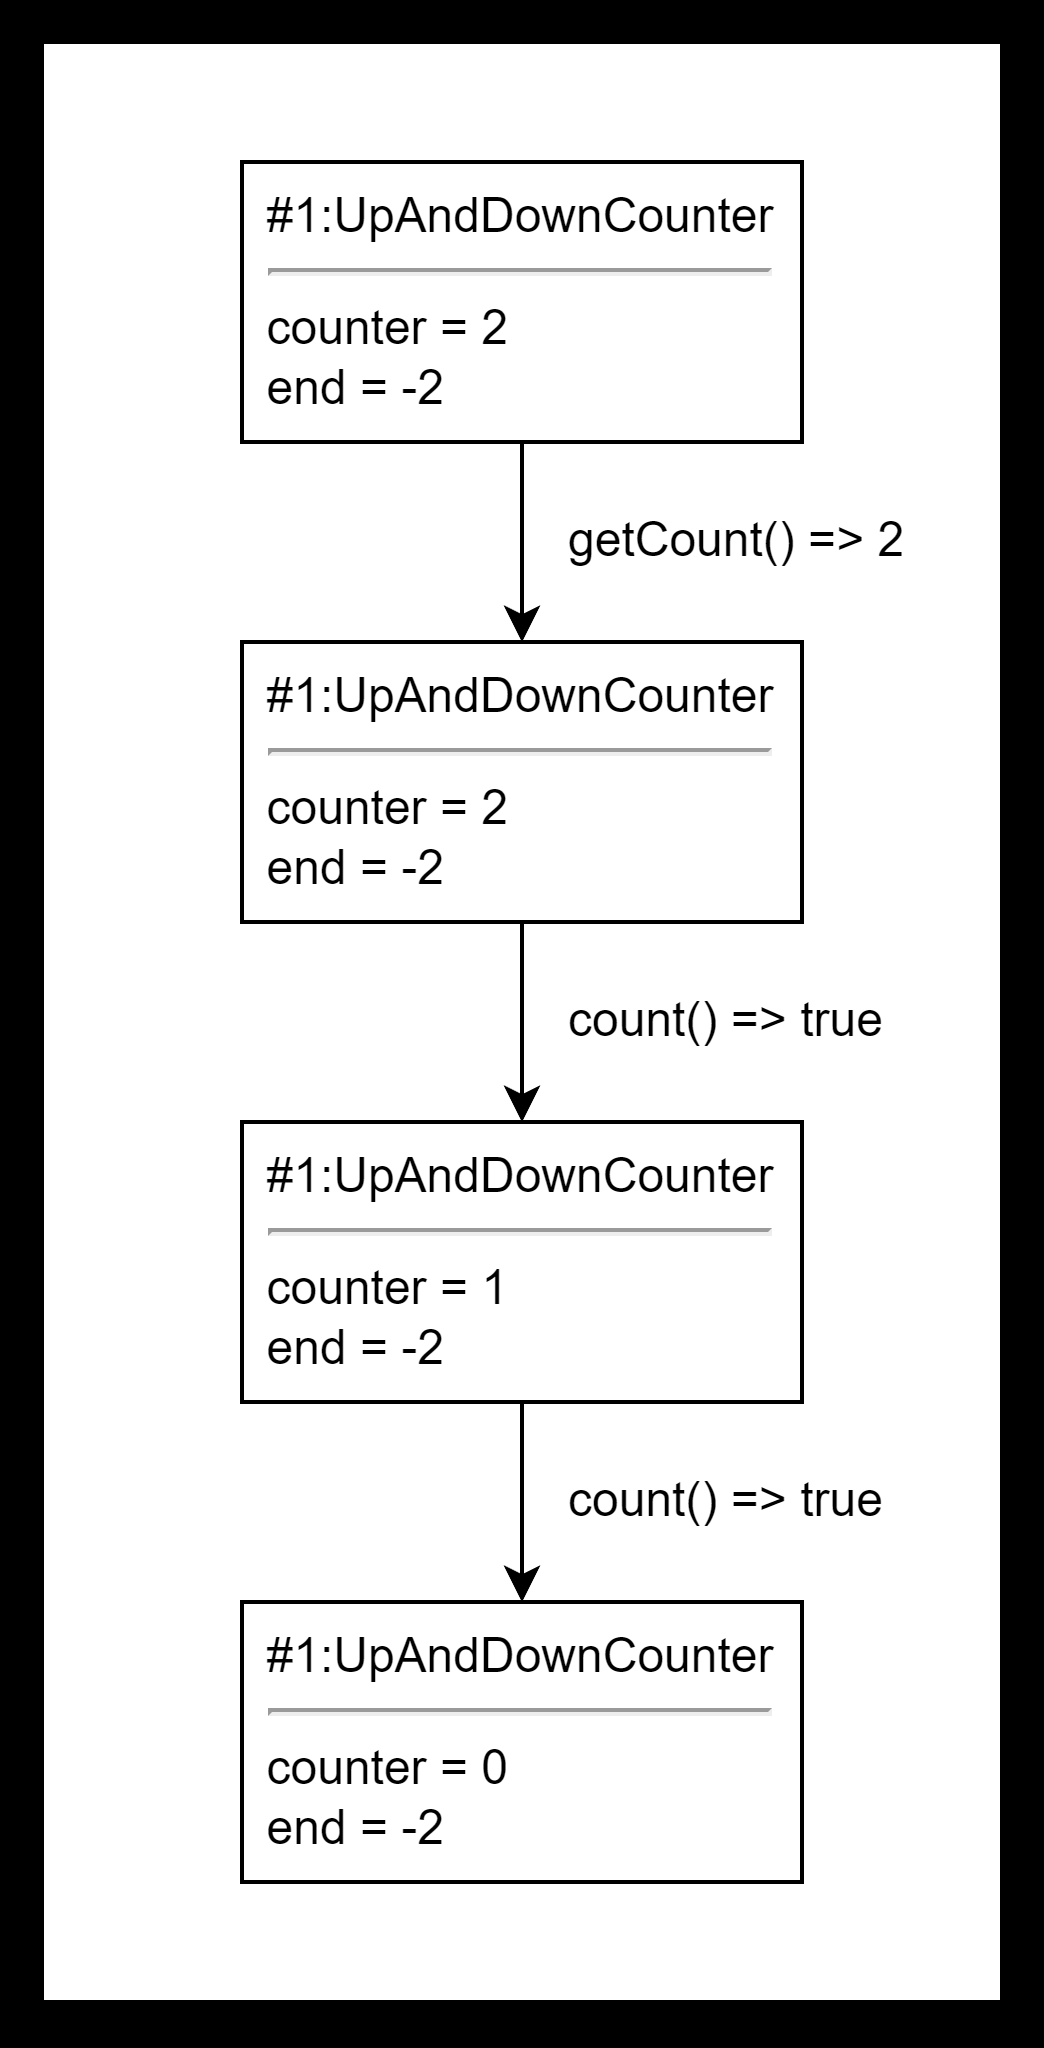 #1:UpAndDownCounter
counter = 2
end = -2
getCount() => 2
#1:UpAndDownCounter
counter = 2
end = -2
count() => true
#1:UpAndDownCounter
counter = 1
end = -2
count() => true
#1:UpAndDownCounter
counter = 0
end = -2